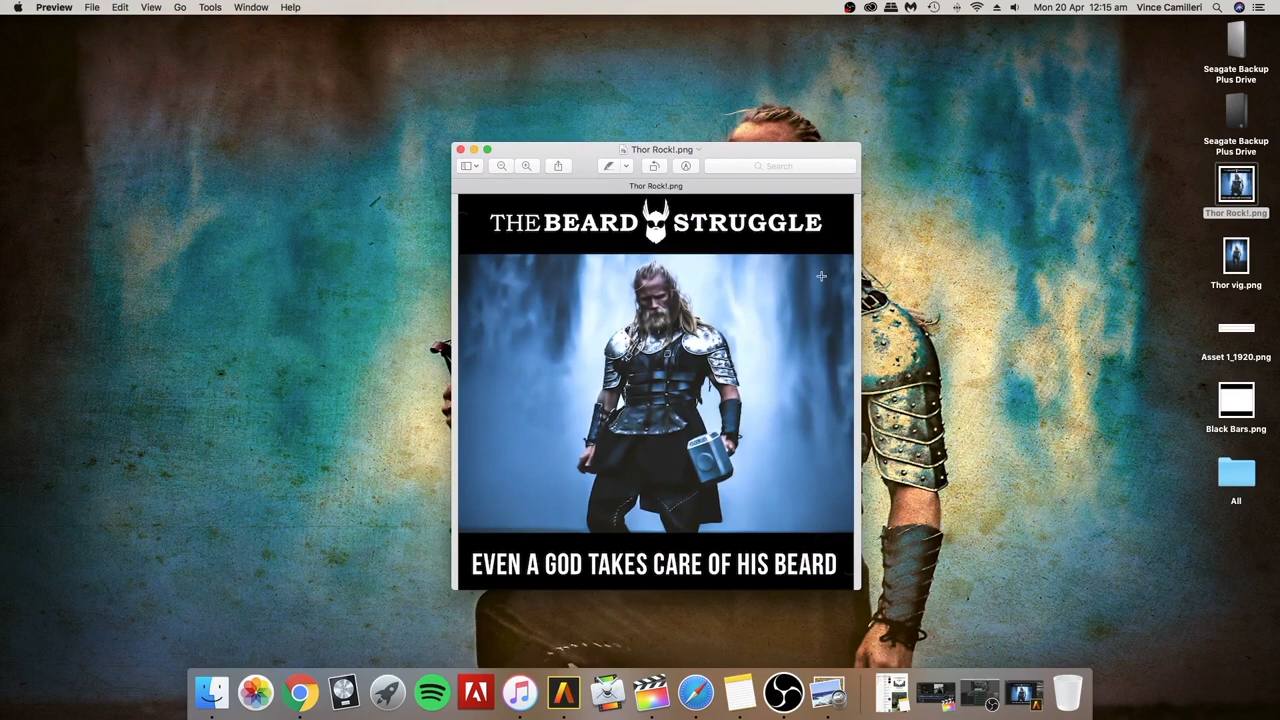 Preview File Edit View Go Tools Window Help Mon 20 Apr 12:15 am Vince Camilleri
Thor Rock!.png
Search
Thor Rock!.png
THE BEARD STRUGGLE
EVEN A GOD TAKES CARE OF HIS BEARD
Seagate Backup
Plus Drive
Seagate Backup
Plus Drive
Thor Rock!.png
Thor vig.png
Asset 1_1920.png
Black Bars.png
All